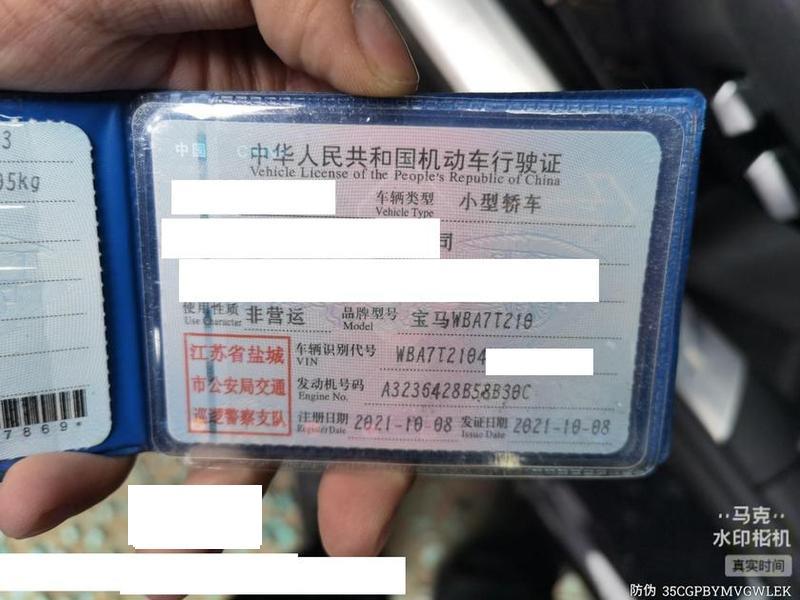 3
05kg
7869*
中国 C
中华人民共和国机动车行驶证
Vehicle License of the People's Republic of China
车辆类型 小型轿车
Vehicle Type
司
使用性质 非营运 品牌型号 宝马WBA7T210
Use Character Model
江苏省盐城
市公安局交通
巡逻警察支队
车辆识别代号 WBA7T2104
VIN
发动机号码 A3236428B58B30C
Engine No.
注册日期 2021-10-08 发证日期 2021-10-08
Register Date Issue Date
马克
水印相机
真实时间
防伪 35CGPBYMVGWLEK